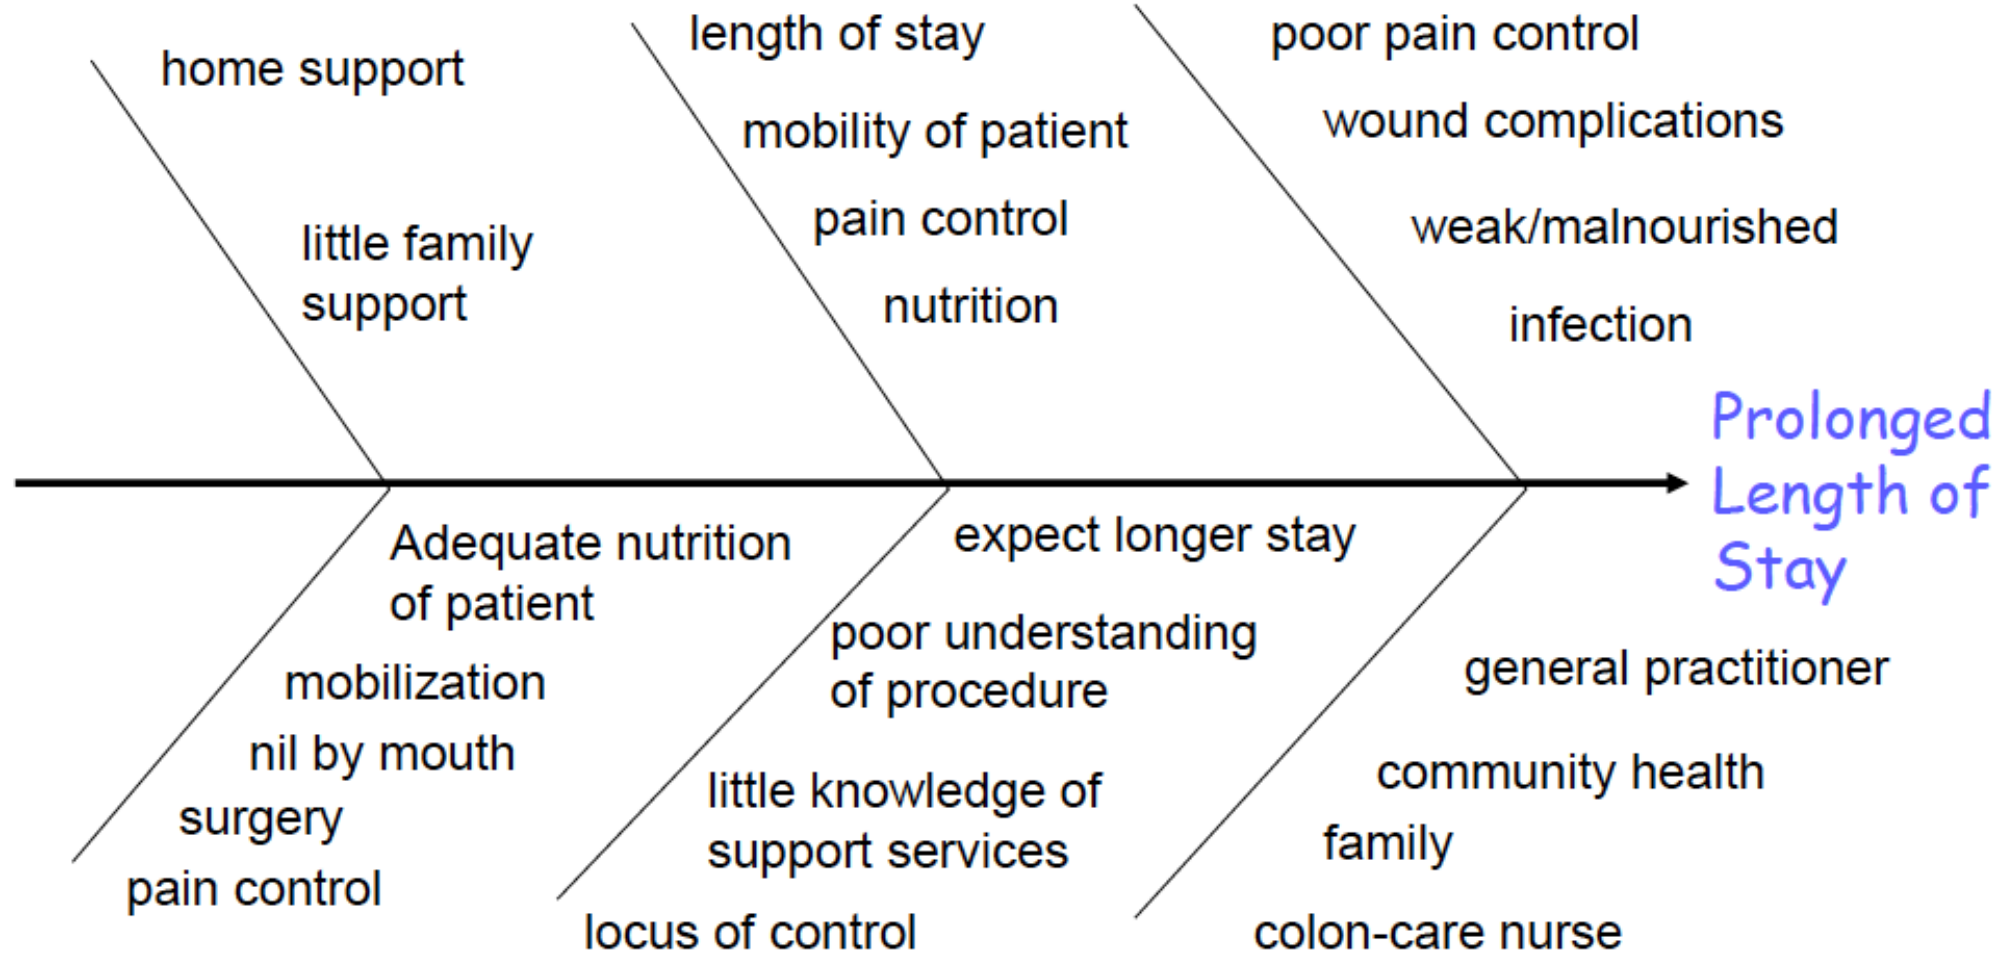 home support
little family
support
length of stay
mobility of patient
pain control
nutrition
poor pain control
wound complications
weak/malnourished
infection
Prolonged
Length of
Stay
Adequate nutrition
of patient
mobilization
nil by mouth
surgery
pain control
expect longer stay
poor understanding
of procedure
little knowledge of
support services
locus of control
general practitioner
community health
family
colon-care nurse